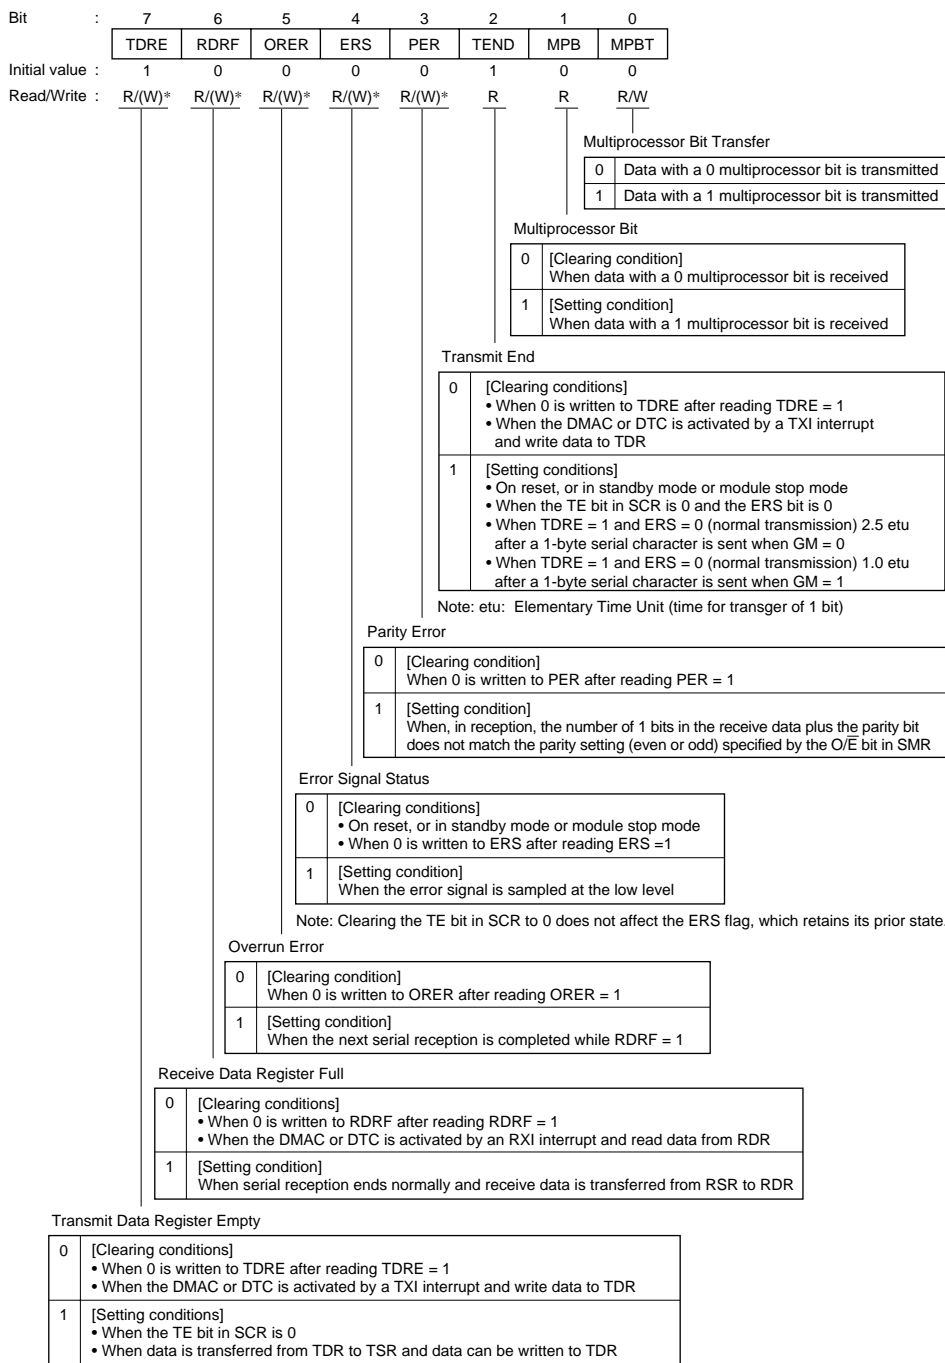 Bit : 7 6 5 4 3 2 1 0
TDRE RDRF ORER ERS PER TEND MPB MPBT
Initial value : 1 0 0 0 0 1 0 0
Read/Write : R/(W)* R/(W)* R/(W)* R/(W)* R/(W)* R R R/W
Multiprocessor Bit Transfer
0 Data with a 0 multiprocessor bit is transmitted
1 Data with a 1 multiprocessor bit is transmitted
Multiprocessor Bit
0 [Clearing condition]
When data with a 0 multiprocessor bit is received
1 [Setting condition]
When data with a 1 multiprocessor bit is received
Transmit End
0 [Clearing conditions]
• When 0 is written to TDRE after reading TDRE = 1
• When the DMAC or DTC is activated by a TXI interrupt
and write data to TDR
1 [Setting conditions]
• On reset, or in standby mode or module stop mode
• When the TE bit in SCR is 0 and the ERS bit is 0
• When TDRE = 1 and ERS = 0 (normal transmission) 2.5 etu
after a 1-byte serial character is sent when GM = 0
• When TDRE = 1 and ERS = 0 (normal transmission) 1.0 etu
after a 1-byte serial character is sent when GM = 1
Note: etu: Elementary Time Unit (time for transger of 1 bit)
Parity Error
0 [Clearing condition]
When 0 is written to PER after reading PER = 1
1 [Setting condition]
When, in reception, the number of 1 bits in the receive data plus the parity bit
does not match the parity setting (even or odd) specified by the O/E̅ bit in SMR
Error Signal Status
0 [Clearing conditions]
• On reset, or in standby mode or module stop mode
• When 0 is written to ERS after reading ERS =1
1 [Setting condition]
When the error signal is sampled at the low level
Note: Clearing the TE bit in SCR to 0 does not affect the ERS flag, which retains its prior state.
Overrun Error
0 [Clearing condition]
When 0 is written to ORER after reading ORER = 1
1 [Setting condition]
When the next serial reception is completed while RDRF = 1
Receive Data Register Full
0 [Clearing conditions]
• When 0 is written to RDRF after reading RDRF = 1
• When the DMAC or DTC is activated by an RXI interrupt and read data from RDR
1 [Setting condition]
When serial reception ends normally and receive data is transferred from RSR to RDR
Transmit Data Register Empty
0 [Clearing conditions]
• When 0 is written to TDRE after reading TDRE = 1
• When the DMAC or DTC is activated by a TXI interrupt and write data to TDR
1 [Setting conditions]
• When the TE bit in SCR is 0
• When data is transferred from TDR to TSR and data can be written to TDR